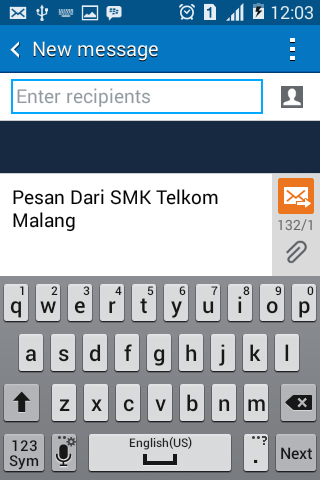 12:03
New message
Enter recipients
Pesan Dari SMK Telkom
Malang
132/1
1 2 3 4 5 6 7 8 9 0
q w e r t y u i o p
a s d f g h j k l
z x c v b n m
123
Sym
English(US)
. ?
Next